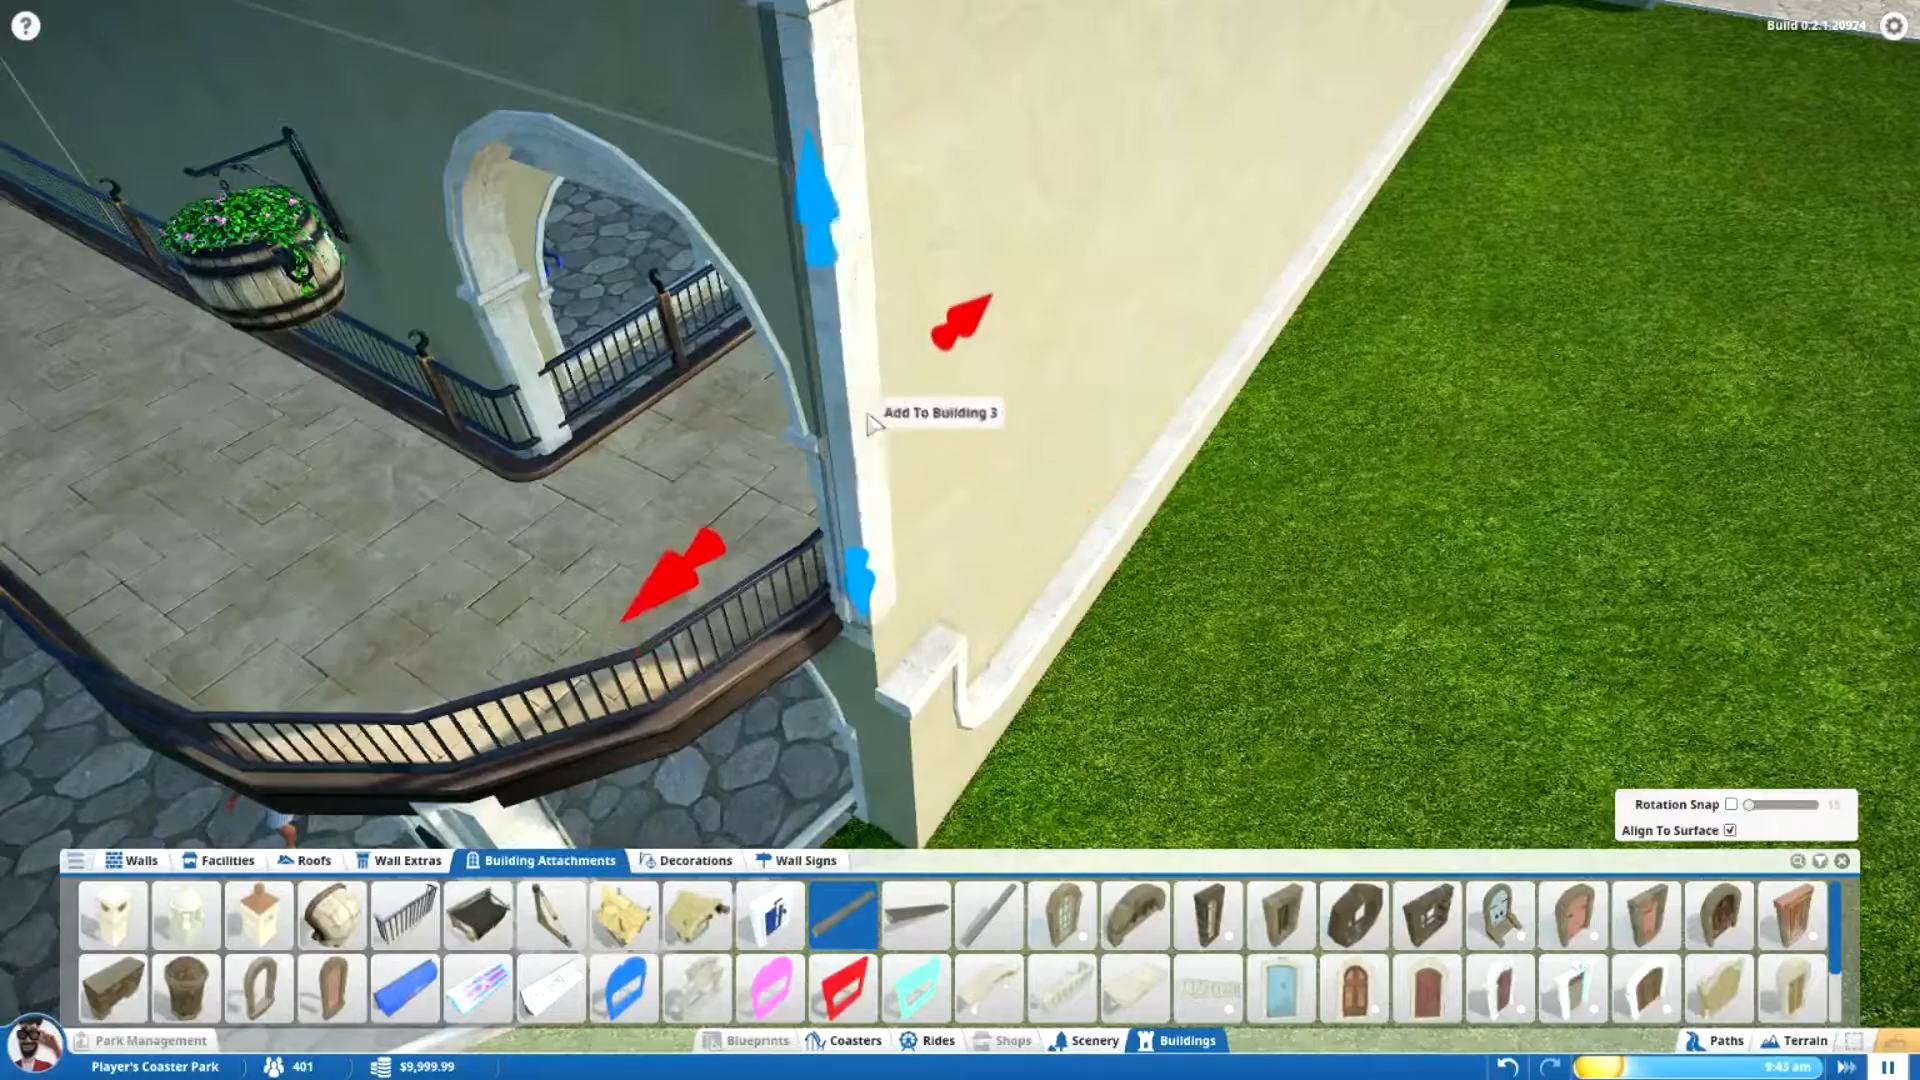 ?
Build 0.2.1.20974
Add To Building 3
Rotation Snap 15
Align To Surface
Walls Facilities Roofs Wall Extras Building Attachments Decorations Wall Signs
Park Management Blueprints Coasters Rides Shops Scenery Buildings Paths Terrain
Player's Coaster Park 401 $9,999.99 9:43 am